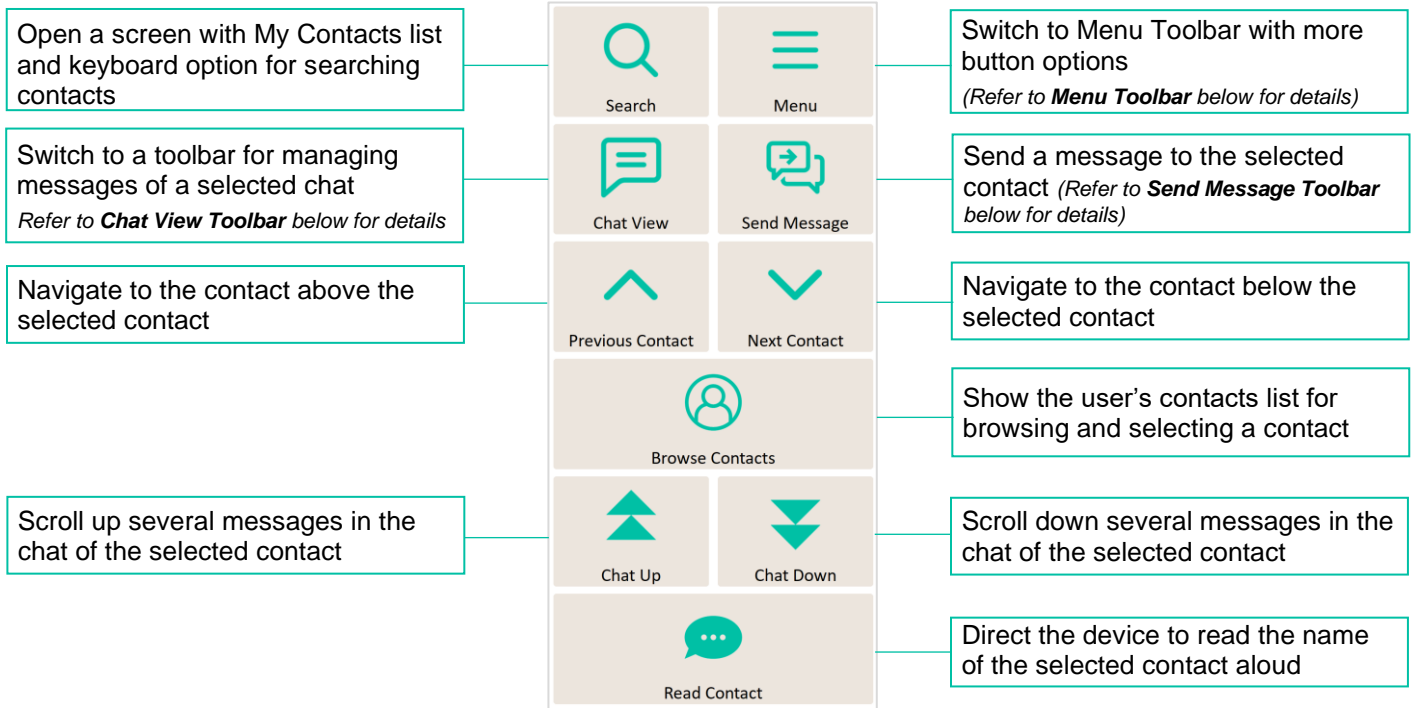 Open a screen with My Contacts list
and keyboard option for searching
contacts
Search
Menu
Switch to Menu Toolbar with more
button options
(Refer to Menu Toolbar below for details)
Switch to a toolbar for managing
messages of a selected chat
Refer to Chat View Toolbar below for details
Chat View
Send Message
Send a message to the selected
contact (Refer to Send Message Toolbar
below for details)
Navigate to the contact above the
selected contact
Previous Contact
Next Contact
Navigate to the contact below the
selected contact
Browse Contacts
Show the user’s contacts list for
browsing and selecting a contact
Scroll up several messages in the
chat of the selected contact
Chat Up
Chat Down
Scroll down several messages in the
chat of the selected contact
Read Contact
Direct the device to read the name
of the selected contact aloud